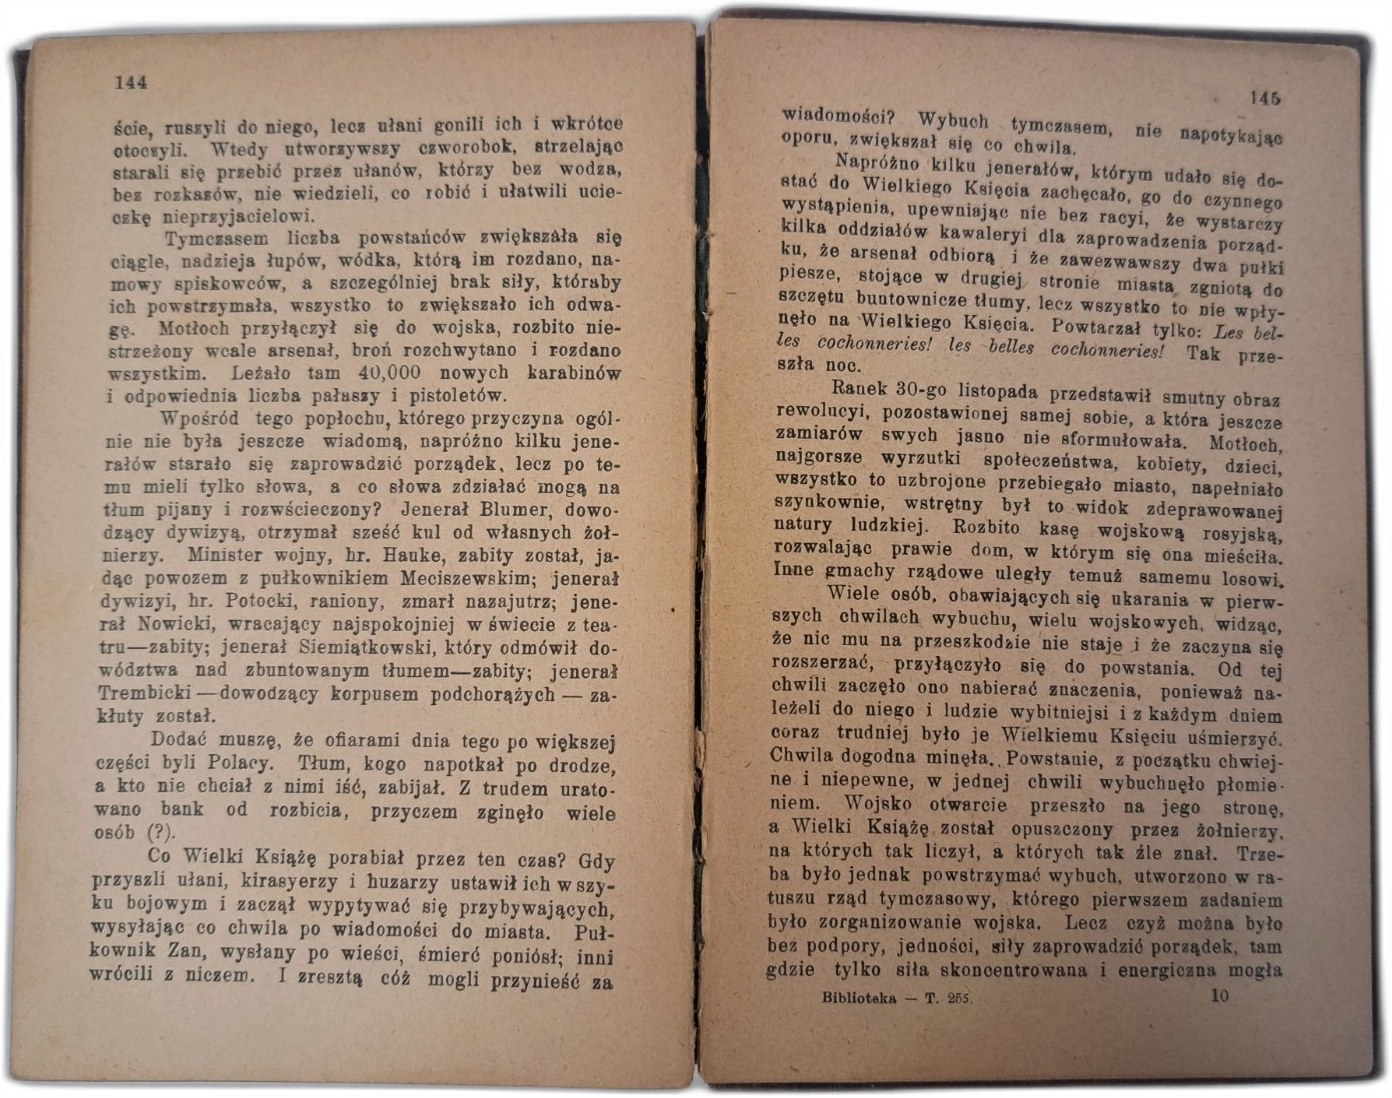 144
ście, ruszyli do niego, lecz ułani gonili ich i wkrótce
otoczyli. Wtedy utworzywszy czworobok, strzelając
starali się przebić przez ułanów, którzy bez wodza,
bez rozkazów, nie wiedzieli, co robić i ułatwili ucie-
czkę nieprzyjacielowi.
Tymczasem liczba powstańców zwiększała się
ciągle, nadzieja łupów, wódka, którą im rozdano, na-
mowy spiskowców, a szczególniej brak siły, któraby
ich powstrzymała, wszystko to zwiększało ich odwa-
gę. Motłoch przyłączył się do wojska, rozbito nie-
strzeżony wcale arsenał, broń rozchwytano i rozdano
wszystkim. Leżało tam 40,000 nowych karabinów
i odpowiednia liczba pałaszy i pistoletów.
Wpośród tego popłochu, którego przyczyna ogól-
nie nie była jeszcze wiadomą, napróżno kilku jene-
rałów starało się zaprowadzić porządek, lecz po te-
mu mieli tylko słowa, a co słowa zdziałać mogą na
tłum pijany i rozwścieczony? Jenerał Blumer, dowo-
dzący dywizyą, otrzymał sześć kul od własnych żoł-
nierzy. Minister wojny, hr. Hauke, zabity został, ja-
dąc powozem z pułkownikiem Meciszewskim; jenerał
dywizyi, hr. Potocki, raniony, zmarł nazajutrz; jene-
rał Nowicki, wracający najspokojniej w świecie z tea-
tru—zabity; jenerał Siemiątkowski, który odmówił do-
wództwa nad zbuntowanym tłumem—zabity; jenerał
Trembicki—dowodzący korpusem podchorążych — za-
kłuty został.
Dodać muszę, że ofiarami dnia tego po większej
części byli Polacy. Tłum, kogo napotkał po drodze,
a kto nie chciał z nimi iść, zabijał. Z trudem urato-
wano bank od rozbicia, przyczem zginęło wiele
osób (?).
Co Wielki Książę porabiał przez ten czas? Gdy
przyszli ułani, kirasyerzy i huzarzy ustawił ich w szy-
ku bojowym i zaczął wypytywać się przybywających,
wysyłając co chwila po wiadomości do miasta. Puł-
kownik Zan, wysłany po wieści, śmierć poniósł; inni
wrócili z niczem. I zresztą cóż mogli przynieść za
145
wiadomości? Wybuch tymczasem, nie napotykając
oporu, zwiększał się co chwila.
Napróżno kilku jenerałów, którym udało się do-
stać do Wielkiego Księcia zachęcało, go do czynnego
wystąpienia, upewniając nie bez racyi, że wystarczy
kilka oddziałów kawaleryi dla zaprowadzenia porząd-
ku, że arsenał odbiorą i że zawezwawszy dwa pułki
piesze, stojące w drugiej stronie miasta zgniotą do
szczętu buntownicze tłumy, lecz wszystko to nie wpły-
nęło na Wielkiego Księcia. Powtarzał tylko: Les bel-
les cochonneries! les belles cochonneries! Tak prze-
szła noc.
Ranek 30-go listopada przedstawił smutny obraz
rewolucyi, pozostawionej samej sobie, a która jeszcze
zamiarów swych jasno nie sformułowała. Motłoch,
najgorsze wyrzutki społeczeństwa, kobiety, dzieci,
wszystko to uzbrojone przebiegało miasto, napełniało
szynkownie, wstrętny był to widok zdeprawowanej
natury ludzkiej. Rozbito kasę wojskową rosyjską,
rozwalając prawie dom, w którym się ona mieściła.
Inne gmachy rządowe uległy temuż samemu losowi.
Wiele osób, obawiających się ukarania w pierw-
szych chwilach wybuchu, wielu wojskowych, widząc,
że nic mu na przeszkodzie nie staje i że zaczyna się
rozszerzać, przyłączyło się do powstania. Od tej
chwili zaczęło ono nabierać znaczenia, ponieważ na-
leżeli do niego i ludzie wybitniejsi i z każdym dniem
coraz trudniej było je Wielkiemu Księciu uśmierzyć.
Chwila dogodna minęła. Powstanie, z początku chwiej-
ne i niepewne, w jednej chwili wybuchnęło płomie-
niem. Wojsko otwarcie przeszło na jego stronę,
a Wielki Książę został opuszczony przez żołnierzy,
na których tak liczył, a których tak źle znał. Trze-
ba było jednak powstrzymać wybuch, utworzono w ra-
tuszu rząd tymczasowy, którego pierwszem zadaniem
było zorganizowanie wojska. Lecz czyż można było
bez podpory, jedności, siły zaprowadzić porządek, tam
gdzie tylko siła skoncentrowana i energiczna mogła
Biblioteka — T. 255. 10